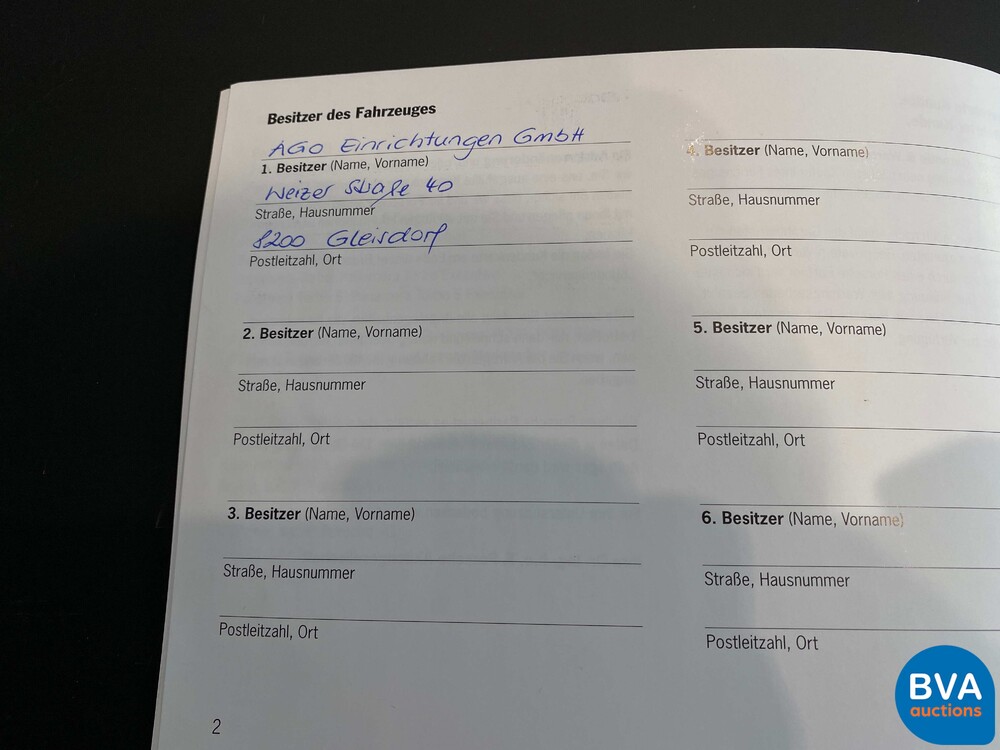 Besitzer des Fahrzeuges
AGO Einrichtungen GmbH
1. Besitzer (Name, Vorname)
Weizer Straße 40
Straße, Hausnummer
8200 Gleisdorf
Postleitzahl, Ort
2. Besitzer (Name, Vorname)
Straße, Hausnummer
Postleitzahl, Ort
3. Besitzer (Name, Vorname)
Straße, Hausnummer
Postleitzahl, Ort
2
4. Besitzer (Name, Vorname)
Straße, Hausnummer
Postleitzahl, Ort
5. Besitzer (Name, Vorname)
Straße, Hausnummer
Postleitzahl, Ort
6. Besitzer (Name, Vorname)
Straße, Hausnummer
Postleitzahl, Ort
BVA
auctions